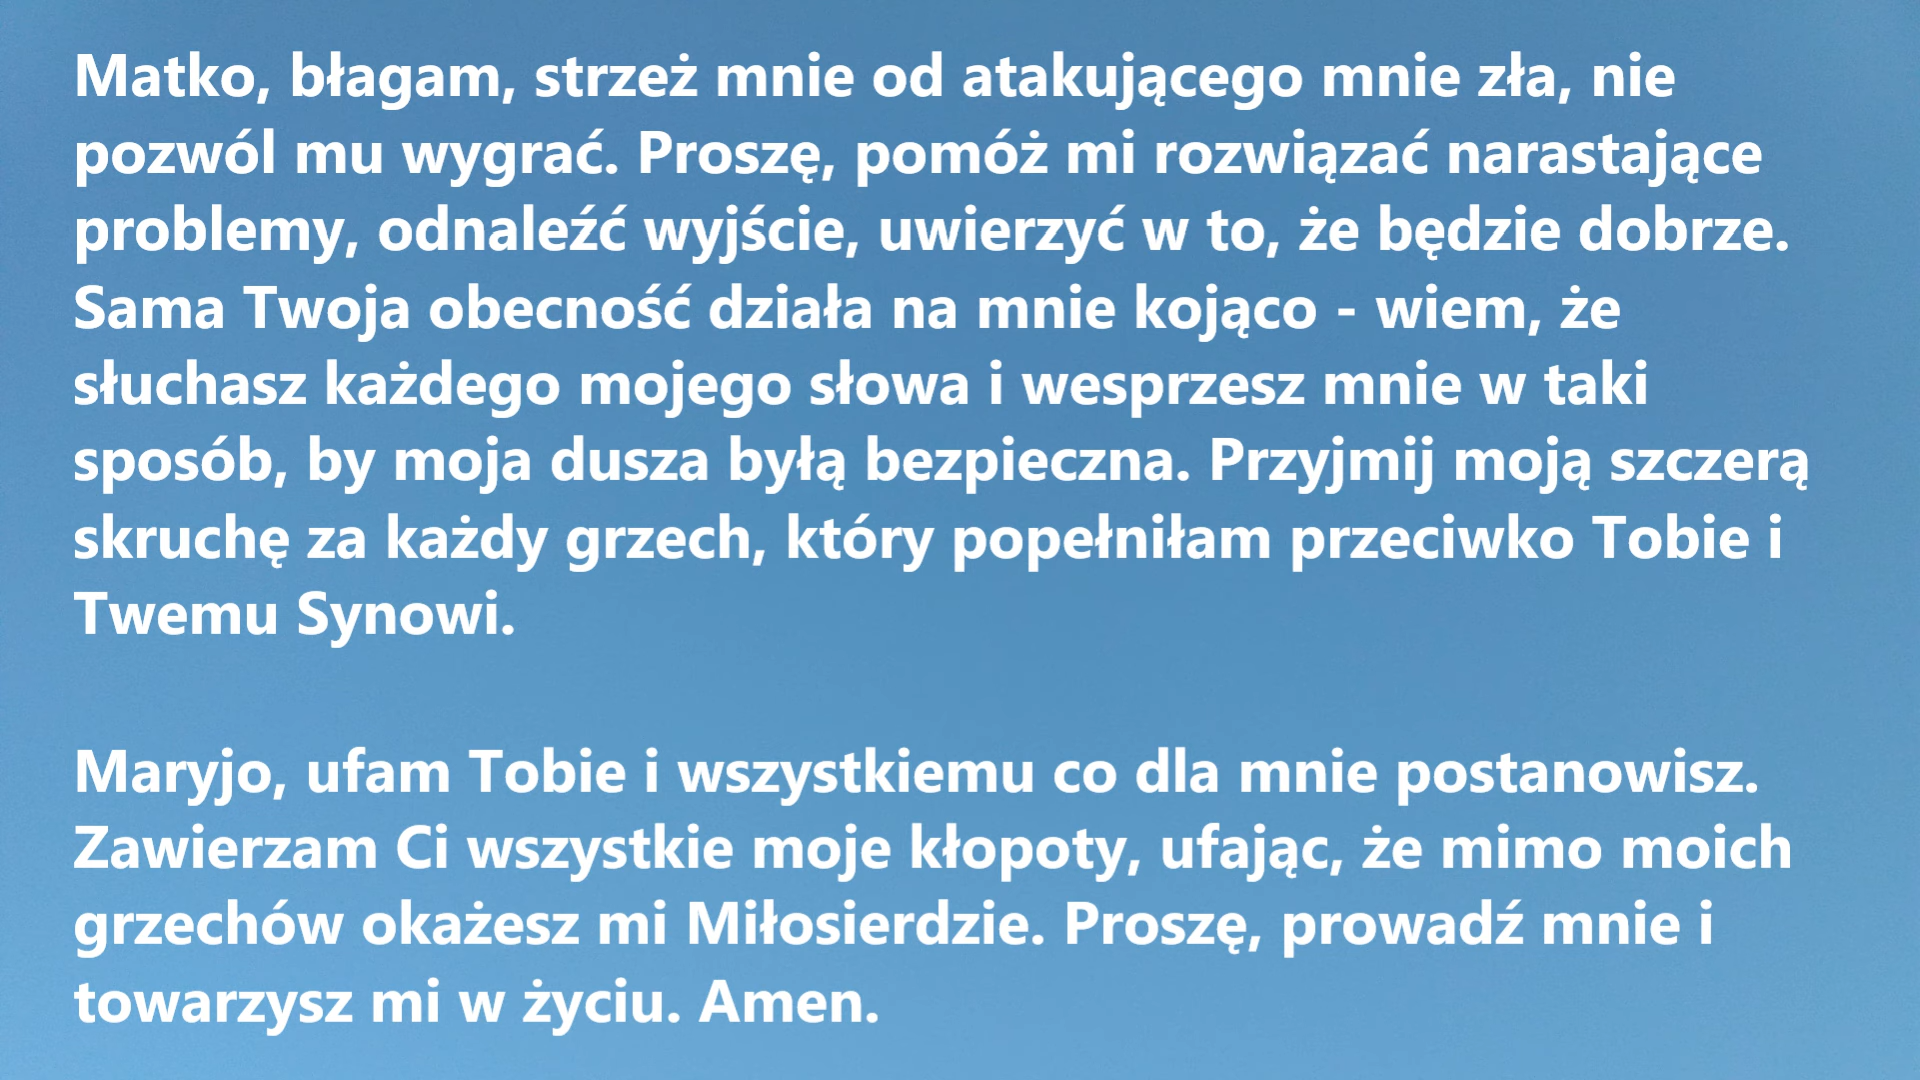 Matko, błagam, strzeż mnie od atakującego mnie zła, nie
pozwól mu wygrać. Proszę, pomóż mi rozwiązać narastające
problemy, odnaleźć wyjście, uwierzyć w to, że będzie dobrze.
Sama Twoja obecność działa na mnie kojąco - wiem, że
słuchasz każdego mojego słowa i wesprzesz mnie w taki
sposób, by moja dusza byłą bezpieczna. Przyjmij moją szczerą
skruchę za każdy grzech, który popełniłam przeciwko Tobie i
Twemu Synowi.
Maryjo, ufam Tobie i wszystkiemu co dla mnie postanowisz.
Zawierzam Ci wszystkie moje kłopoty, ufając, że mimo moich
grzechów okażesz mi Miłosierdzie. Proszę, prowadź mnie i
towarzysz mi w życiu. Amen.